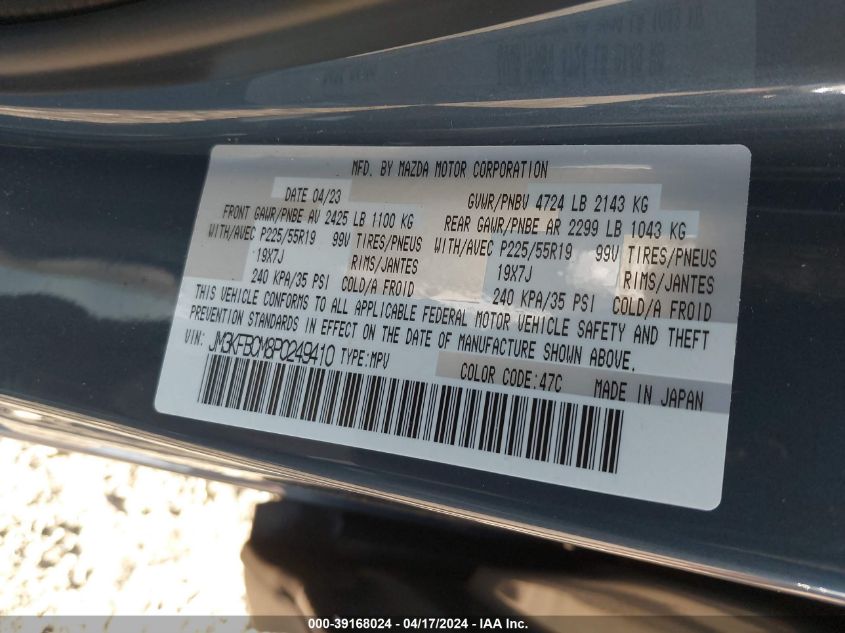 MFD. BY MAZDA MOTOR CORPORATION
DATE 04/23 GVWR/PNBV 4724 LB 2143 KG
FRONT GAWR/PNBE AV 2425 LB 1100 KG REAR GAWR/PNBE AR 2299 LB 1043 KG
WITH/AVEC P225/55R19 99V TIRES/PNEUS WITH/AVEC P225/55R19 99V TIRES/PNEUS
19X7J RIMS/JANTES 19X7J RIMS/JANTES
240 KPA/35 PSI COLD/A FROID 240 KPA/35 PSI COLD/A FROID
THIS VEHICLE CONFORMS TO ALL APPLICABLE FEDERAL MOTOR VEHICLE SAFETY AND THEFT
PREVENTION STANDARDS IN EFFECT ON THE DATE OF MANUFACTURE SHOWN ABOVE.
VIN: JM3KFBCM8P0249410 TYPE:MPV
COLOR CODE:47C MADE IN JAPAN
000-39168024 - 04/17/2024 - IAA Inc.